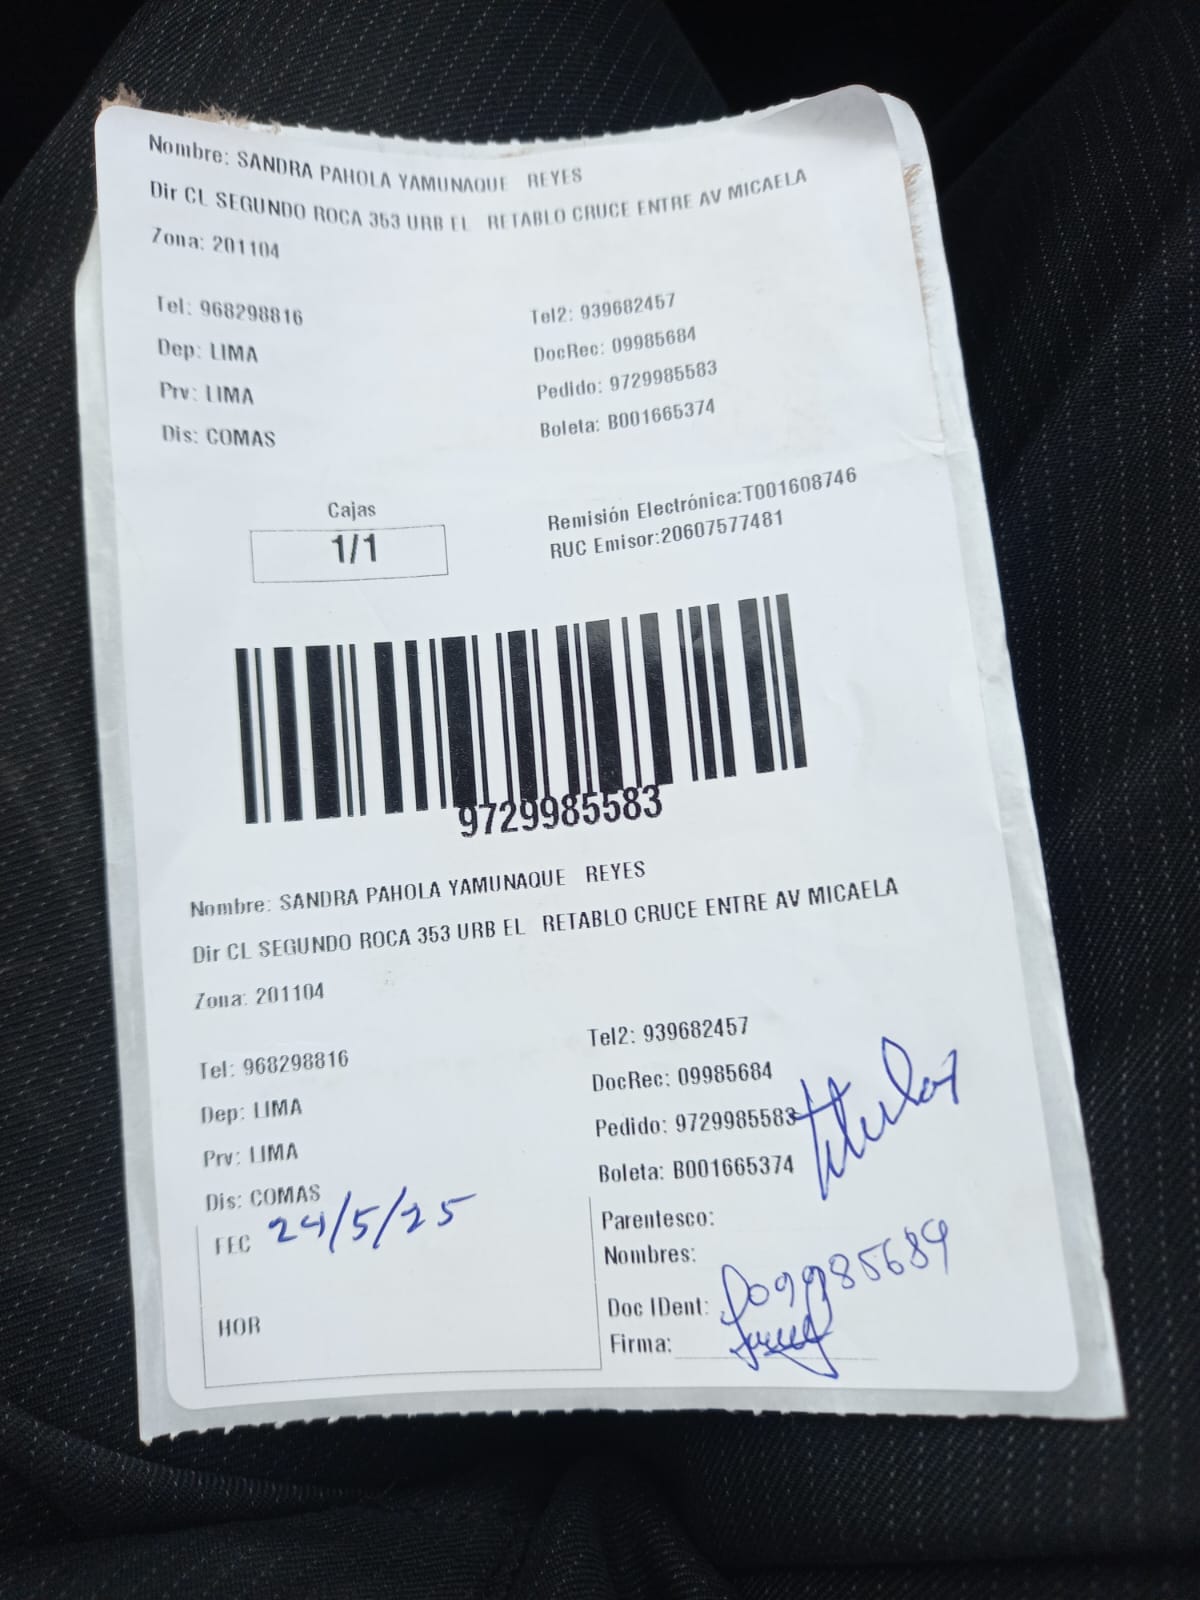 Nombre: SANDRA PAHOLA YAMUNAQUE REYES
Dir CL SEGUNDO ROCA 353 URB EL RETABLO CRUCE ENTRE AV MICAELA
Zona: 201104
Tel: 968298816
Tel2: 939682457
Dep: LIMA
DocRec: 09985684
Prv: LIMA
Pedido: 9729985583
Dis: COMAS
Boleta: B001665374
Cajas
1/1
Remisión Electrónica:T001608746
RUC Emisor:20607577481
9729985583
Nombre: SANDRA PAHOLA YAMUNAQUE REYES
Dir CL SEGUNDO ROCA 353 URB EL RETABLO CRUCE ENTRE AV MICAELA
Zona: 201104
Tel: 968298816
Tel2: 939682457
Dep: LIMA
DocRec: 09985684
Prv: LIMA
Pedido: 9729985583
Dis: COMAS
Boleta: B001665374
titular
FEC 24/5/25
Parentesco:
Nombres:
HOR
Doc IDent: 09985684
Firma: